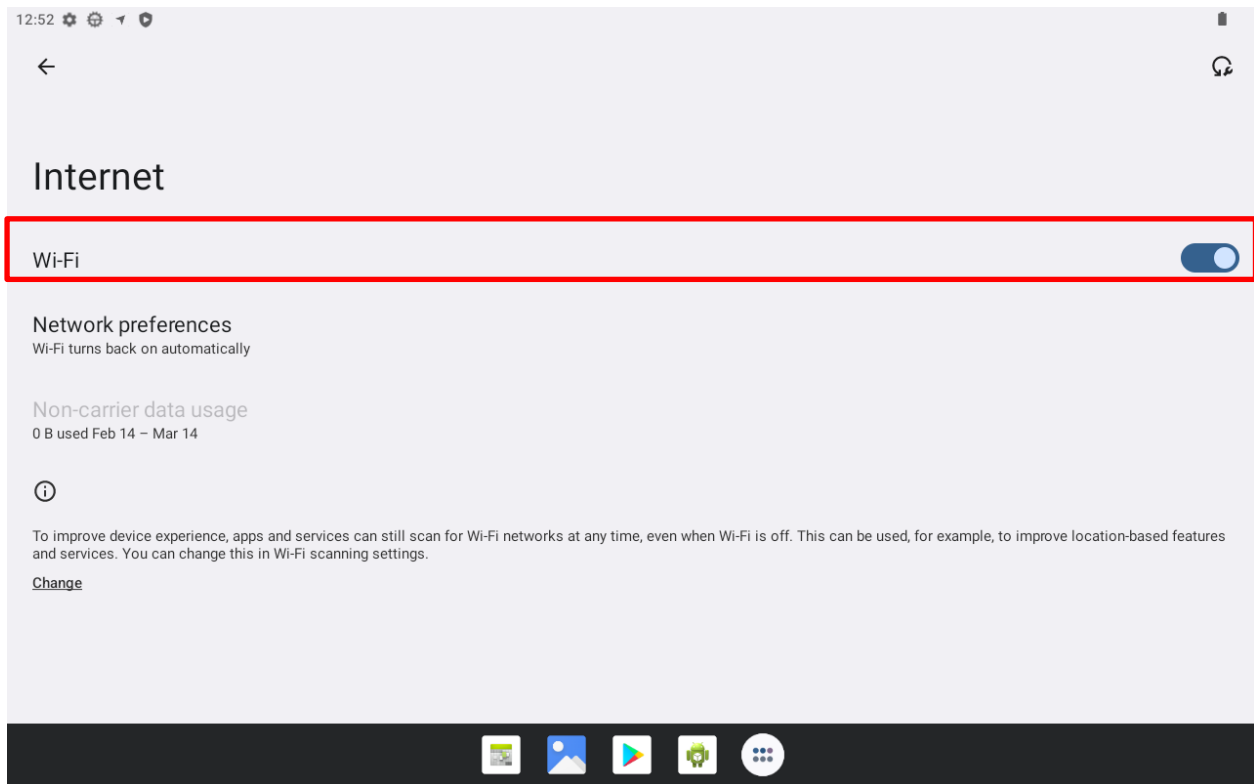 12:52
Internet
Wi-Fi
Network preferences
Wi-Fi turns back on automatically
Non-carrier data usage
0 B used Feb 14 – Mar 14
To improve device experience, apps and services can still scan for Wi-Fi networks at any time, even when Wi-Fi is off. This can be used, for example, to improve location-based features
and services. You can change this in Wi-Fi scanning settings.
Change